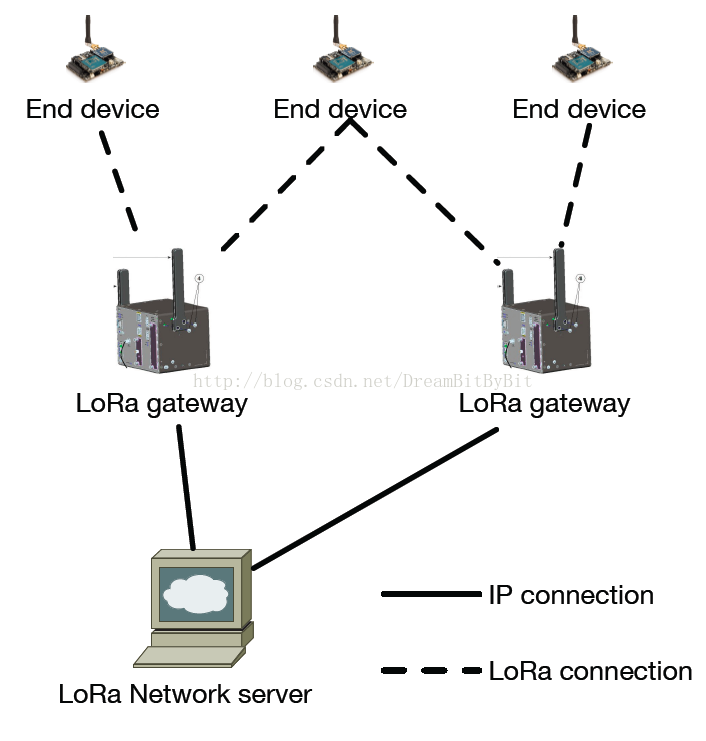 End device
End device
End device
http://blog.csdn.net/DreamBitByBit
LoRa gateway
LoRa gateway
IP connection
LoRa connection
LoRa Network server